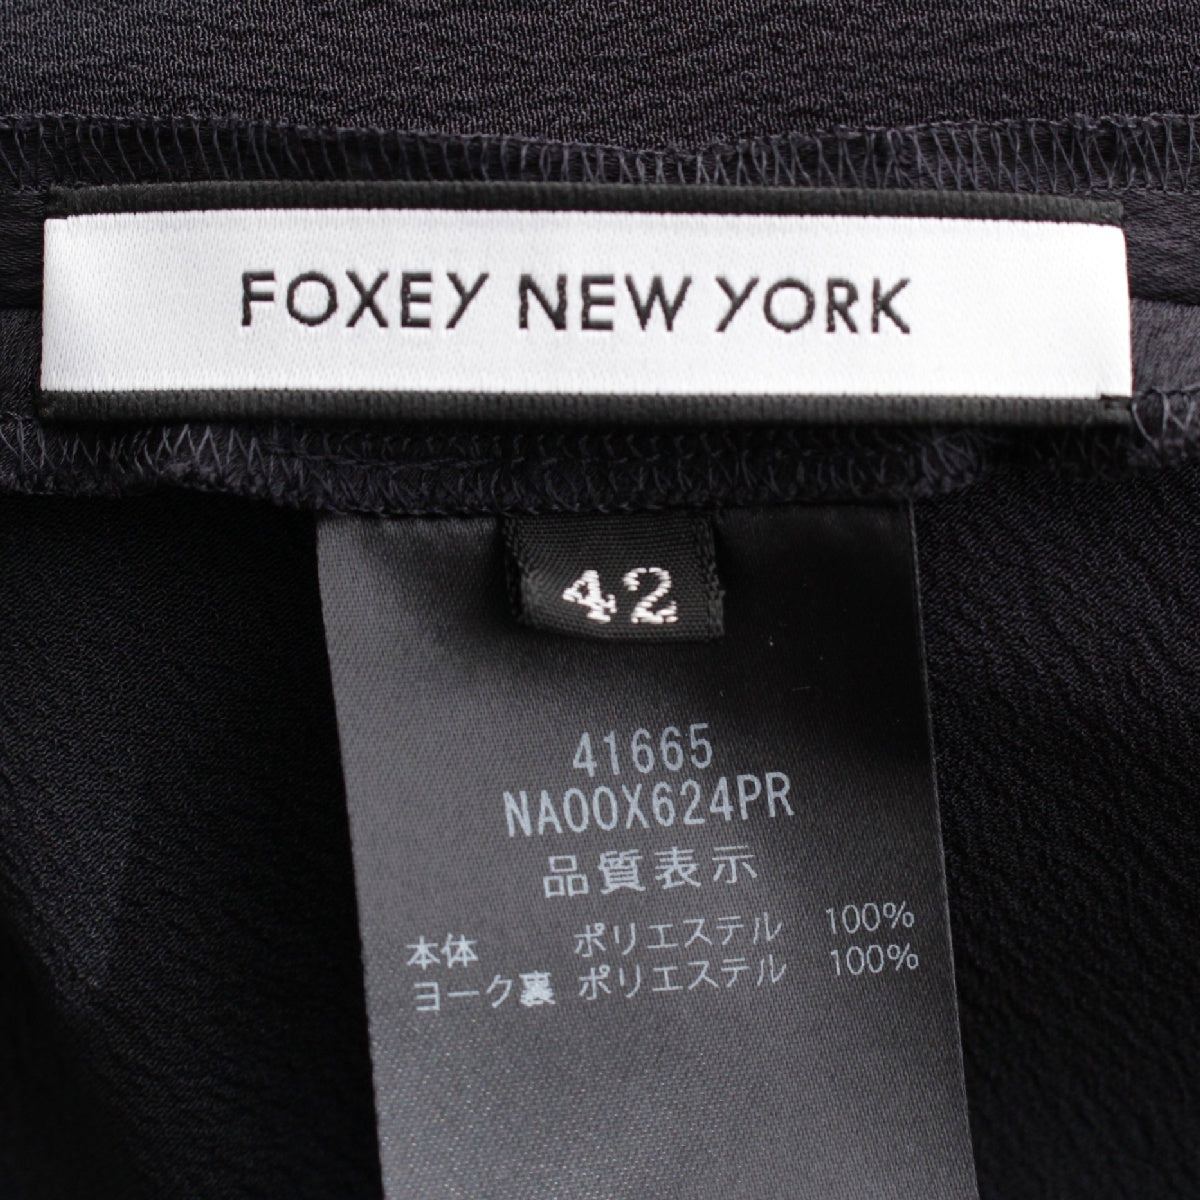 FOXEY NEW YORK
42
41665
NA00X624PR
品質表示
本体 ポリエステル 100%
ヨーク裏 ポリエステル 100%